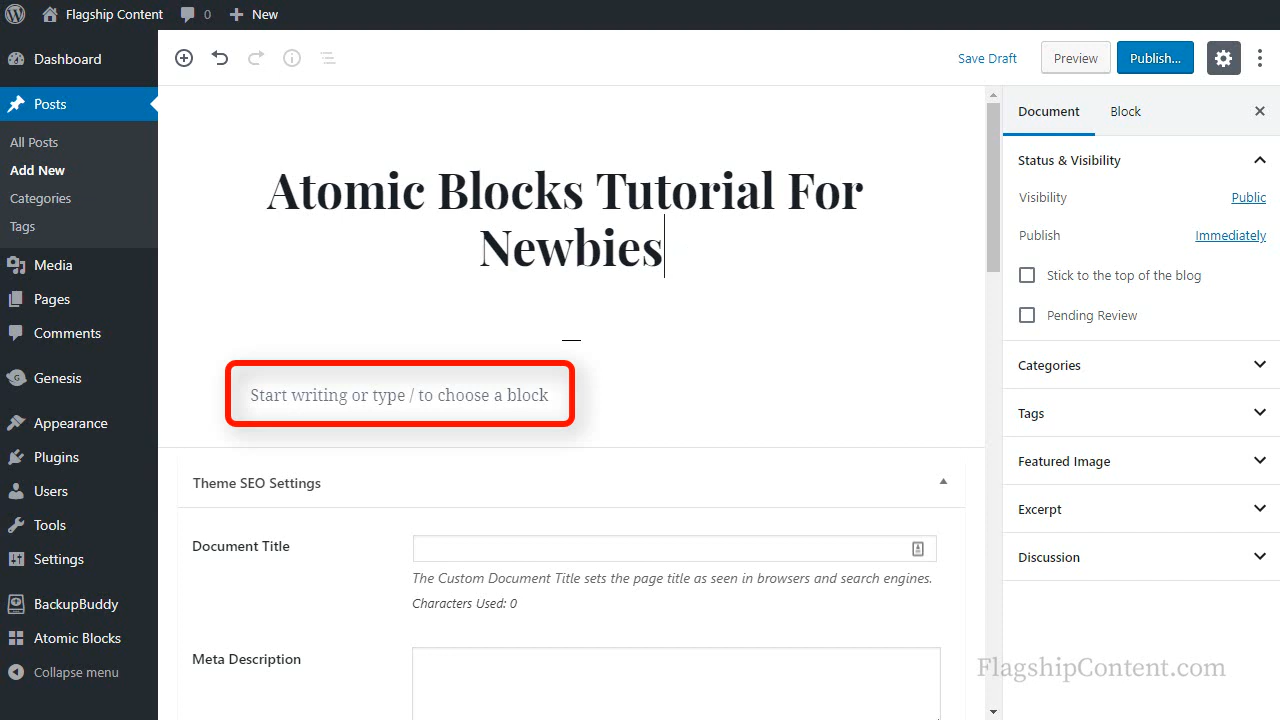 Flagship Content 0 New
Dashboard
Posts
All Posts
Add New
Categories
Tags
Media
Pages
Comments
Genesis
Appearance
Plugins
Users
Tools
Settings
BackupBuddy
Atomic Blocks
Collapse menu
Save Draft Preview Publish...
Atomic Blocks Tutorial For
Newbies
Start writing or type / to choose a block
Theme SEO Settings
Document Title
The Custom Document Title sets the page title as seen in browsers and search engines.
Characters Used: 0
Meta Description
Document Block
Status & Visibility
Visibility Public
Publish Immediately
Stick to the top of the blog
Pending Review
Categories
Tags
Featured Image
Excerpt
Discussion
FlagshipContent.com